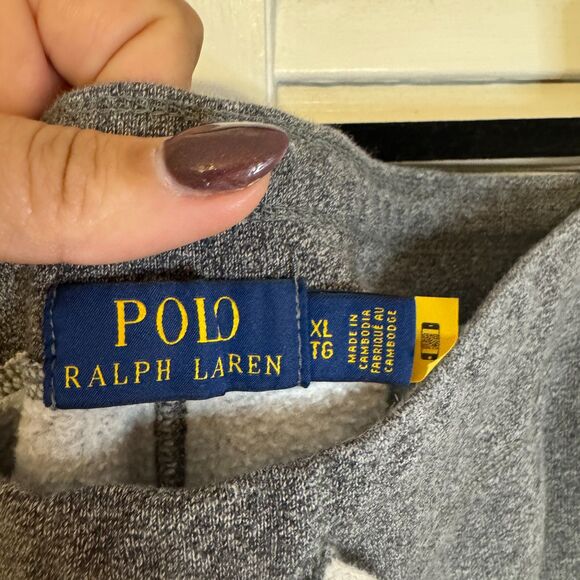 POLO
RALPH LAREN
XL
TG
MADE IN
CAMBODIA
FABRIQUE AU
CAMBODGE